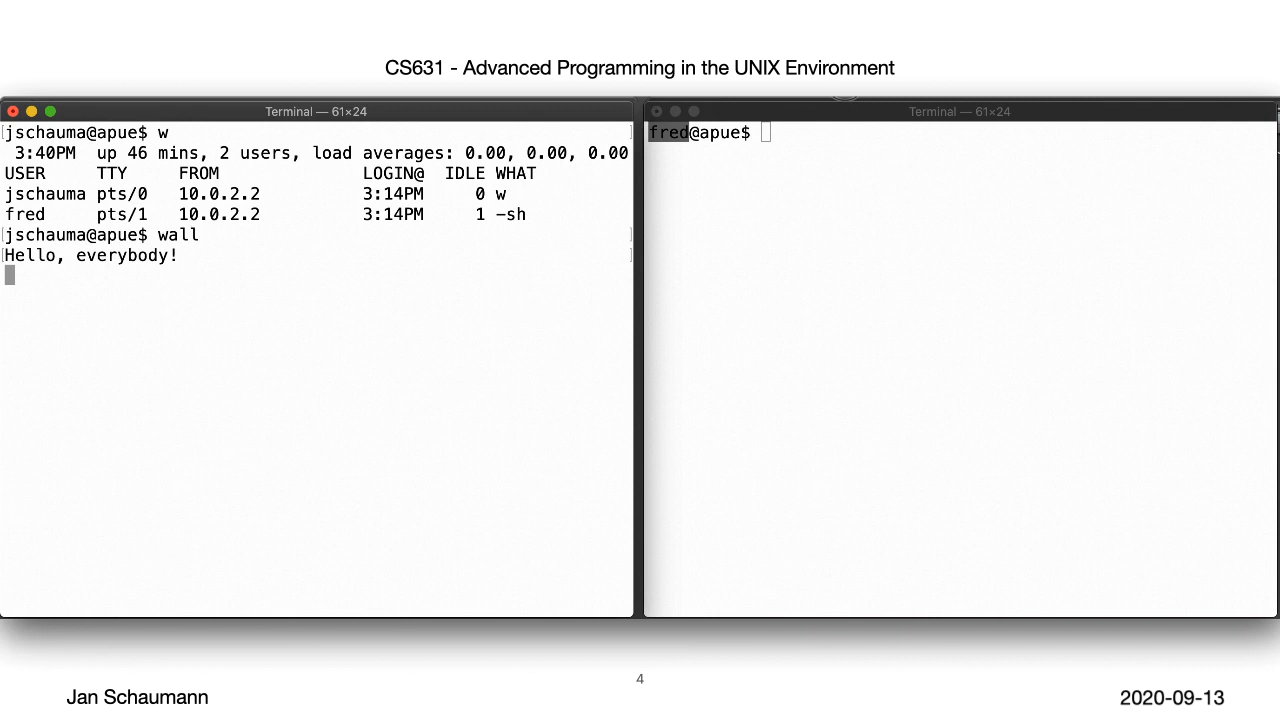 CS631 - Advanced Programming in the UNIX Environment
Terminal — 61×24
[jschauma@apue$ w ]
 3:40PM  up 46 mins, 2 users, load averages: 0.00, 0.00, 0.00
USER     TTY     FROM              LOGIN@  IDLE WHAT
jschauma pts/0   10.0.2.2          3:14PM     0 w
fred     pts/1   10.0.2.2          3:14PM     1 -sh
[jschauma@apue$ wall ]
[Hello, everybody! ]
Terminal — 61×24
fred@apue$
4
Jan Schaumann
2020-09-13